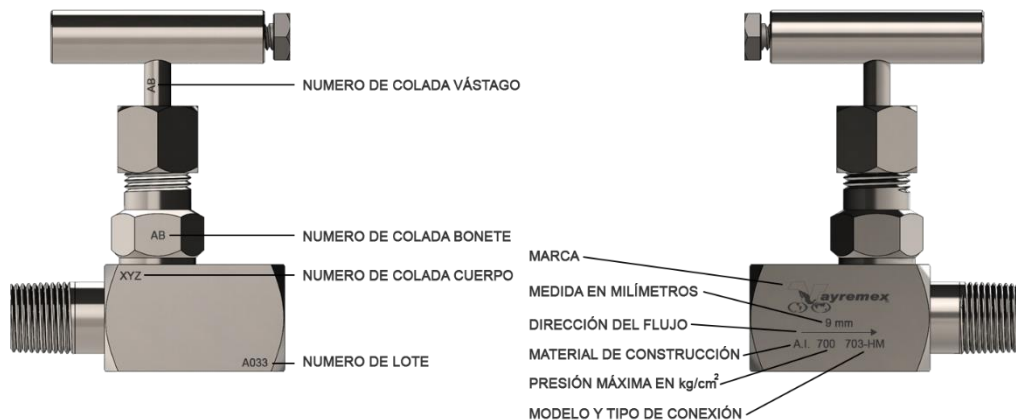 AB
NUMERO DE COLADA VÁSTAGO
AB
NUMERO DE COLADA BONETE
XYZ
NUMERO DE COLADA CUERPO
A033
NUMERO DE LOTE
MARCA
Vayremex
MEDIDA EN MILÍMETROS
9 mm
DIRECCIÓN DEL FLUJO
MATERIAL DE CONSTRUCCIÓN
A.I. 700 703-HM
PRESIÓN MÁXIMA EN kg/cm²
MODELO Y TIPO DE CONEXIÓN